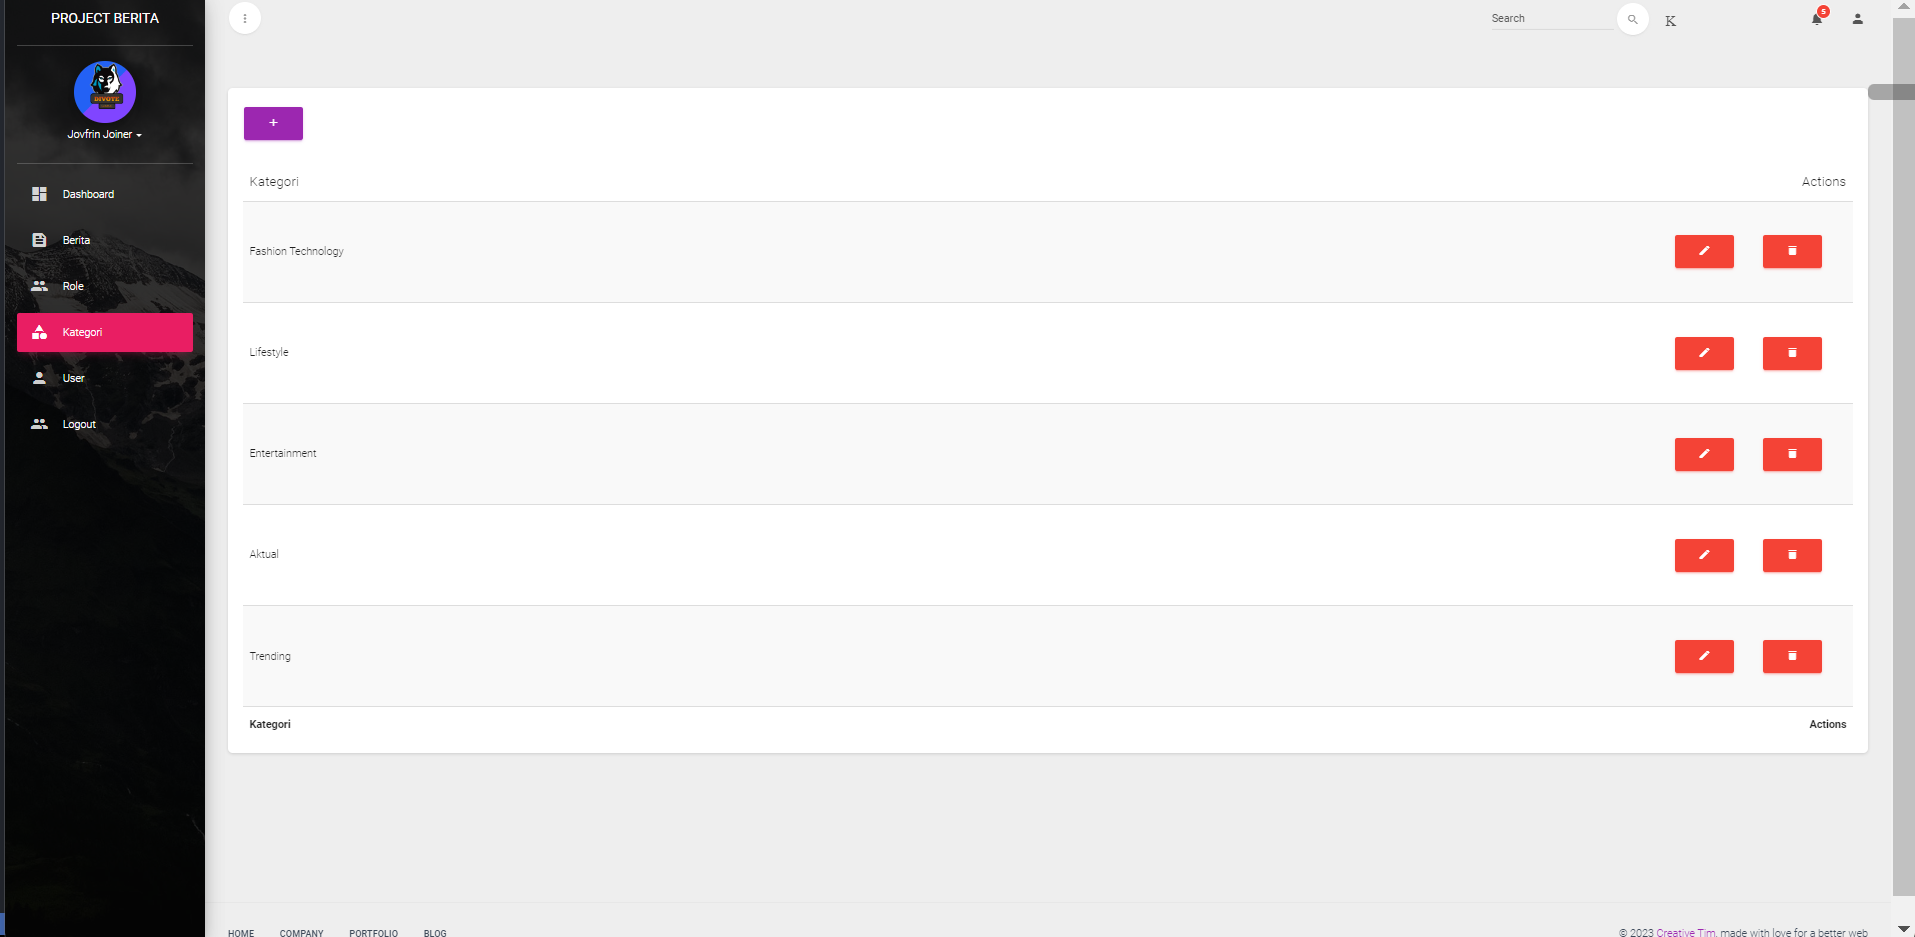 PROJECT BERITA
DIVOTE
Jovfrin Joiner
Dashboard
Berita
Role
Kategori
User
Logout
Search
K
5
+
Kategori Actions
Fashion Technology
Lifestyle
Entertainment
Aktual
Trending
Kategori Actions
HOME COMPANY PORTFOLIO BLOG
© 2023 Creative Tim, made with love for a better web